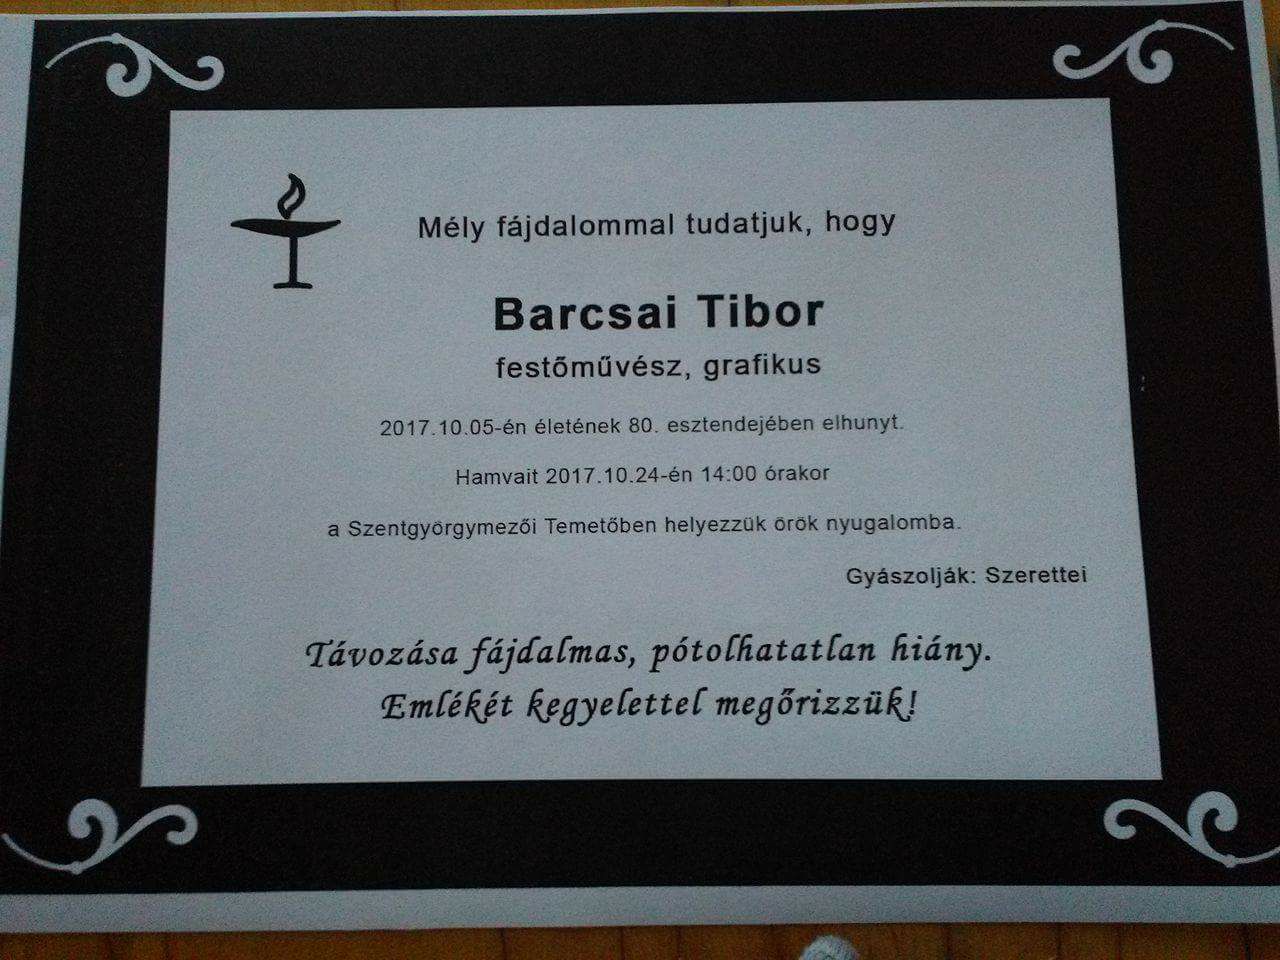 Mély fájdalommal tudatjuk, hogy
Barcsai Tibor
festőművész, grafikus
2017.10.05-én életének 80. esztendejében elhunyt.
Hamvait 2017.10.24-én 14:00 órakor
a Szentgyörgymezői Temetőben helyezzük örök nyugalomba.
Gyászolják: Szerettei
Távozása fájdalmas, pótolhatatlan hiány.
Emlékét kegyelettel megőrizzük!